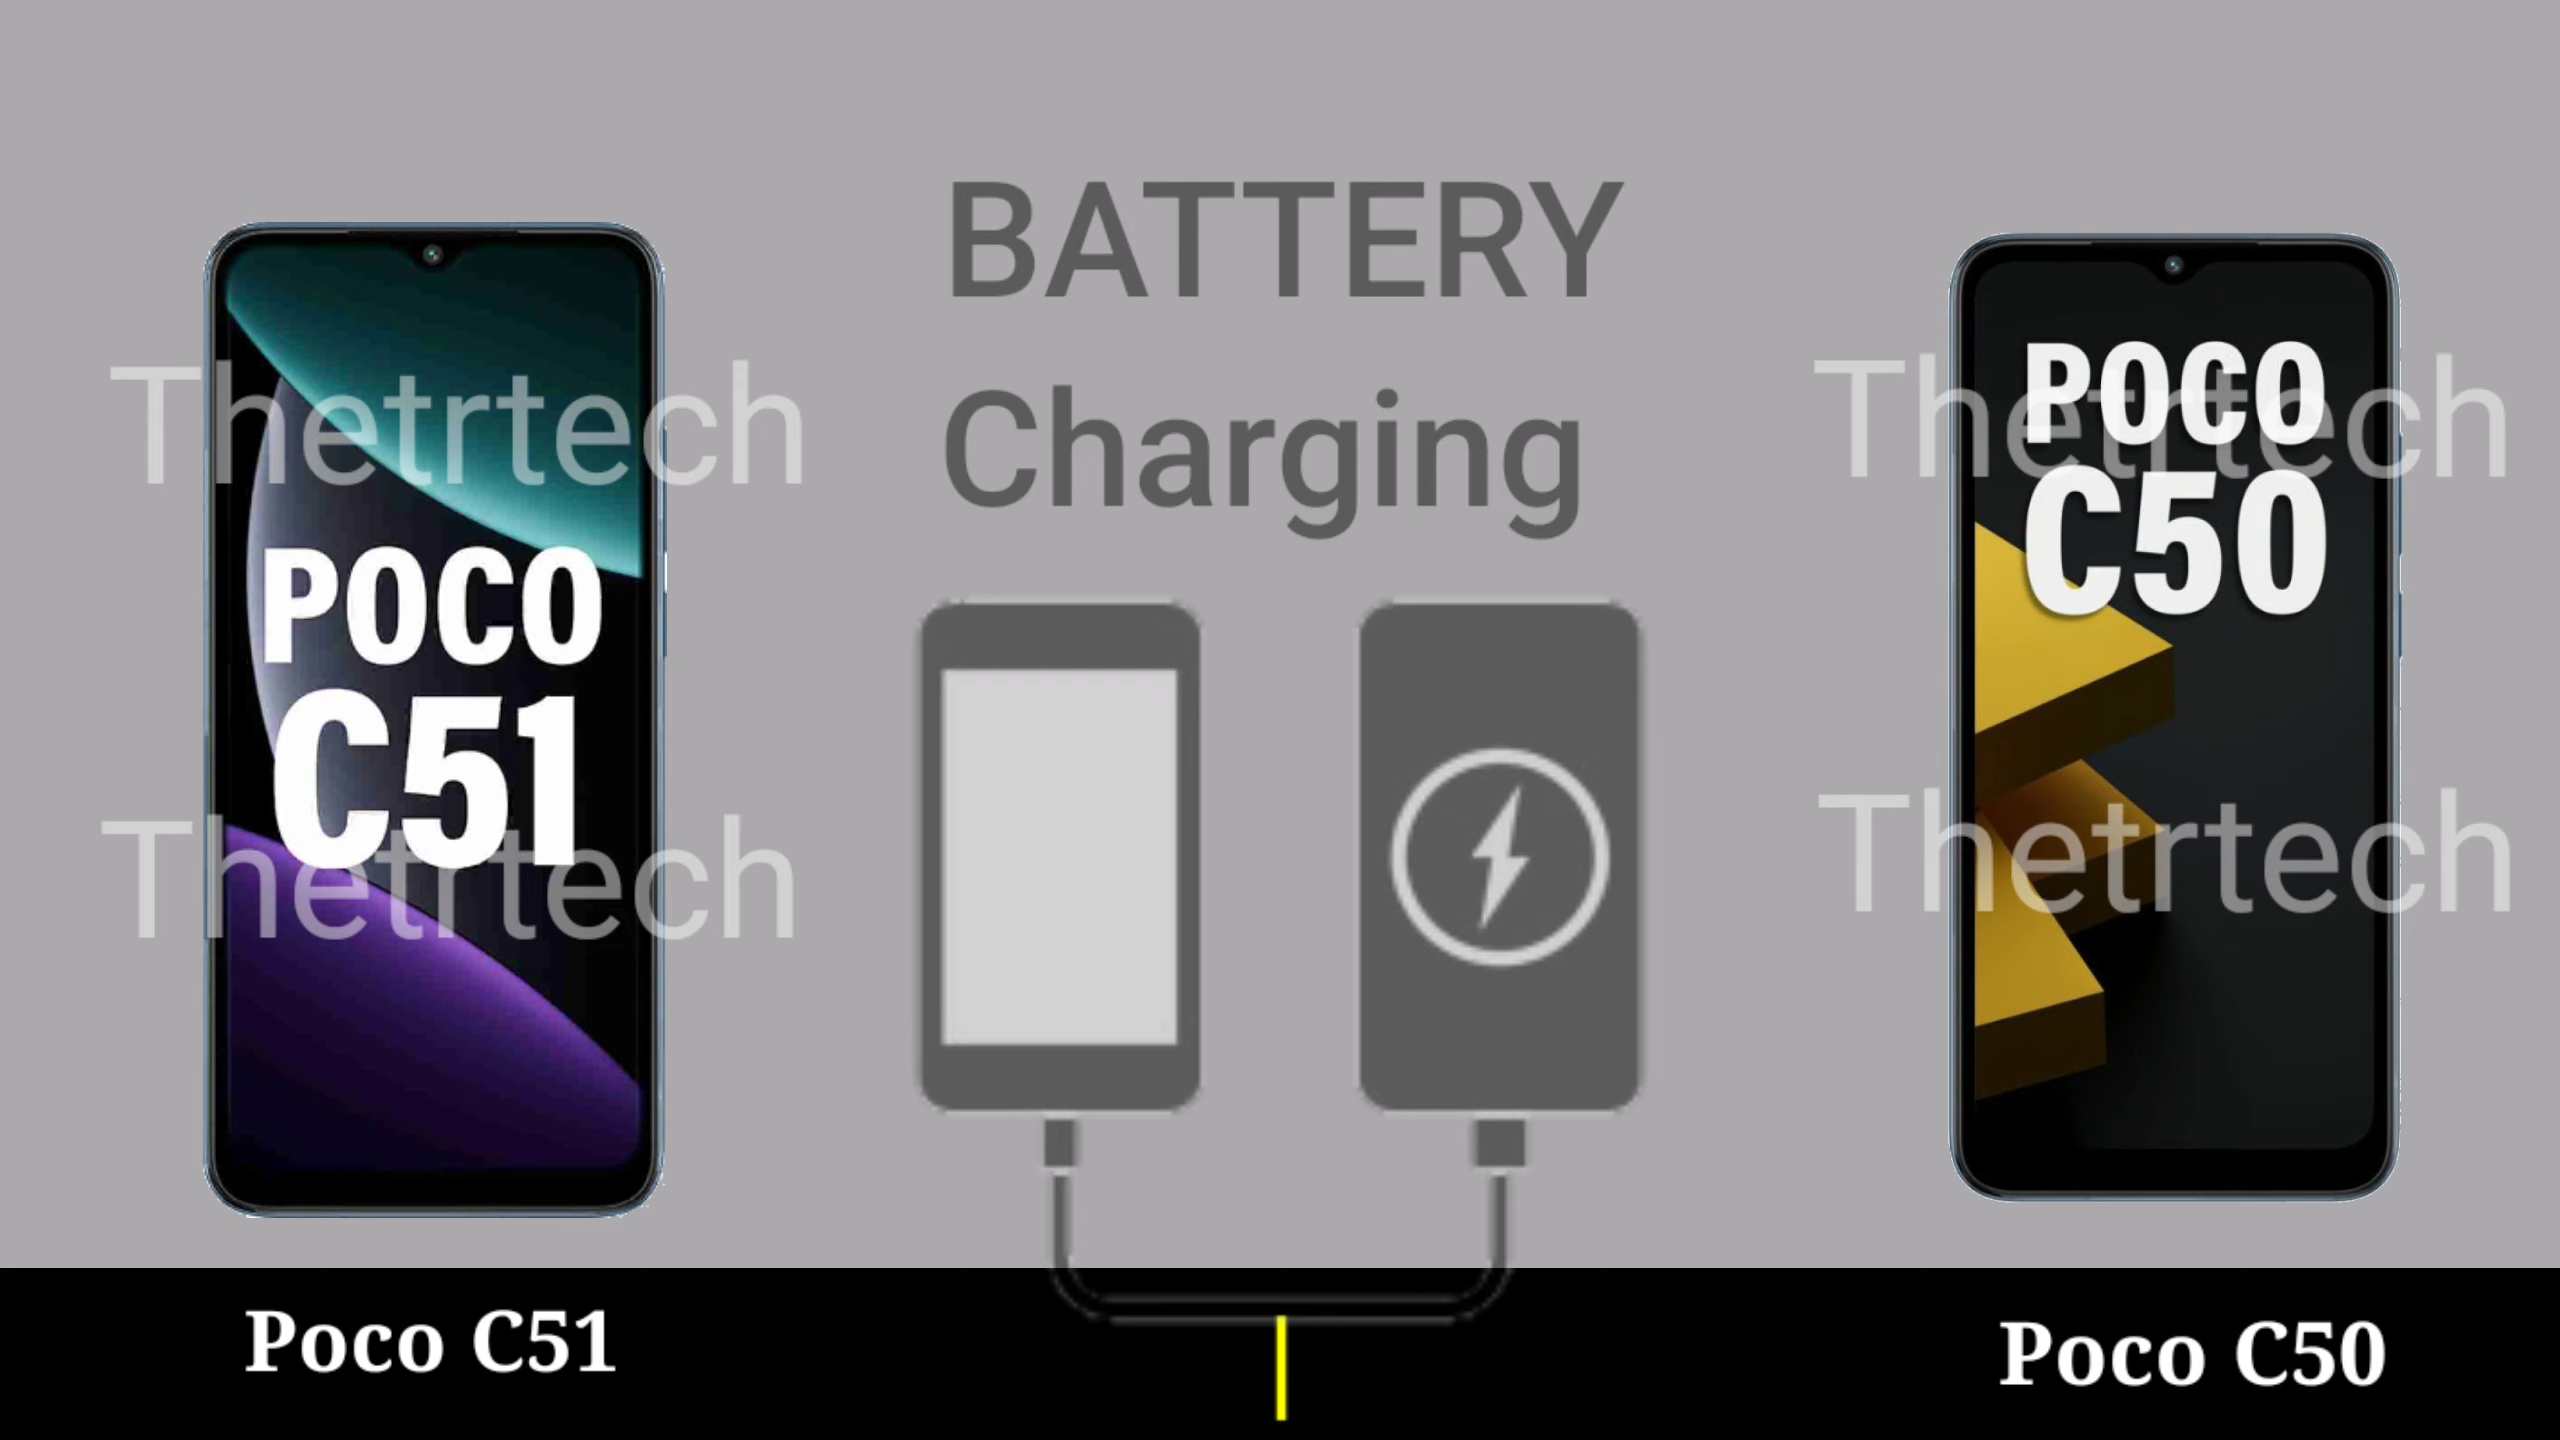 BATTERY
Charging
Thetrtech
POCO
C51
Thetrtech
Thetrtech
POCO
C50
Thetrtech
Poco C51
Poco C50